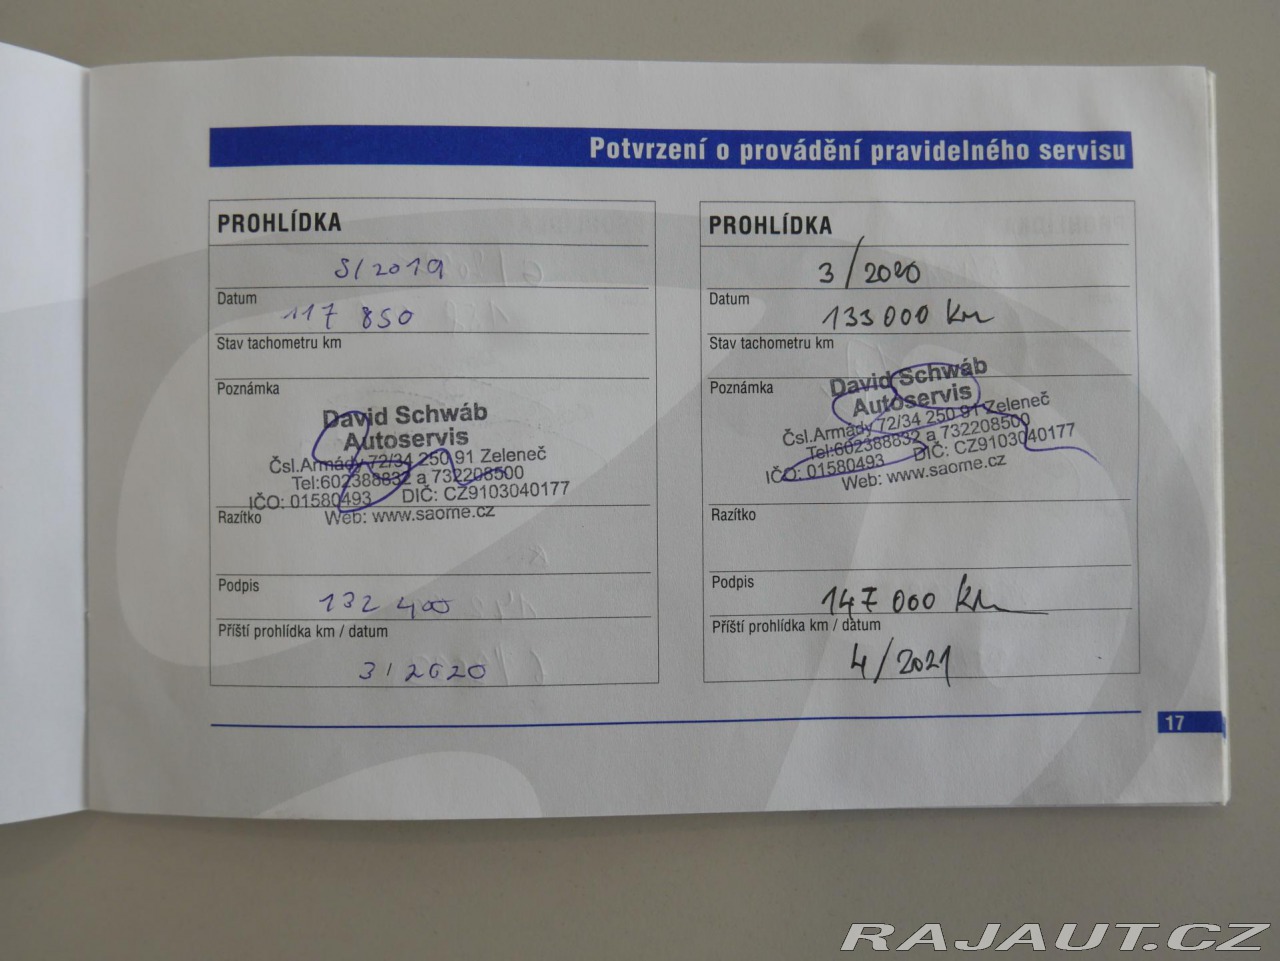 Potvrzení o provádění pravidelného servisu
PROHLÍDKA
5/2019
Datum
117 850
Stav tachometru km
Poznámka
David Schwáb
Autoservis
Čsl.Armády 72/34 250 91 Zeleneč
Tel:602388832 a 732208500
IČO: 01580493 DIČ: CZ9103040177
Razítko
Web: www.saome.cz
Podpis
132 400
Příští prohlídka km / datum
3/2020
PROHLÍDKA
3/2020
Datum
133 000 km
Stav tachometru km
Poznámka
David Schwáb
Autoservis
Čsl.Armády 72/34 250 91 Zeleneč
Tel:602388832 a 732208500
IČO: 01580493 DIČ: CZ9103040177
Web: www.saome.cz
Razítko
Podpis
147 000 km
Příští prohlídka km / datum
4/2021
17
RAJAUT.CZ